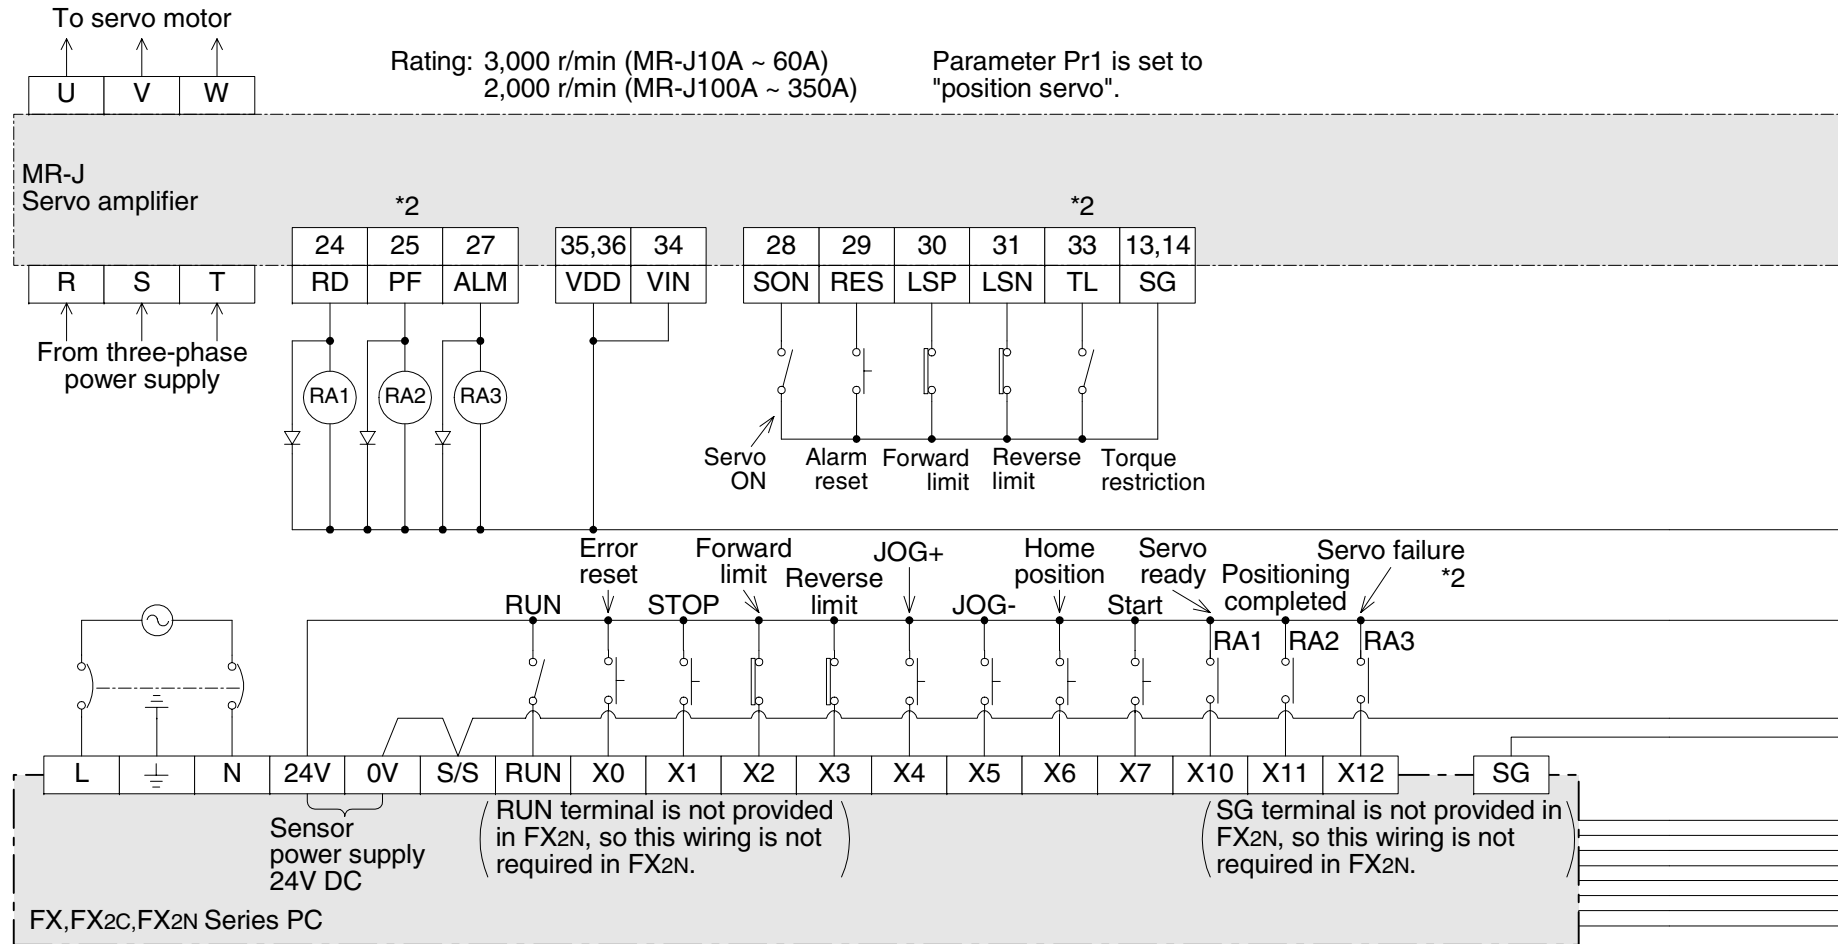 To servo motor
Rating: 3,000 r/min (MR-J10A ~ 60A)
2,000 r/min (MR-J100A ~ 350A)
Parameter Pr1 is set to
"position servo".
U V W
MR-J
Servo amplifier
*2 *2
24 25 27 35,36 34 28 29 30 31 33 13,14
R S T RD PF ALM VDD VIN SON RES LSP LSN TL SG
From three-phase
power supply
RA1 RA2 RA3
Servo
ON
Alarm
reset
Forward
limit
Reverse
limit
Torque
restriction
RUN
Error
reset
STOP
Forward
limit
Reverse
limit
JOG+
JOG-
Home
position
Start
Servo
ready
Positioning
completed
Servo failure
*2
RA1 RA2 RA3
L N 24V 0V S/S RUN X0 X1 X2 X3 X4 X5 X6 X7 X10 X11 X12 SG
Sensor
power supply
24V DC
(RUN terminal is not provided
in FX2N, so this wiring is not
required in FX2N.)
(SG terminal is not provided in
FX2N, so this wiring is not
required in FX2N.)
FX,FX2C,FX2N Series PC